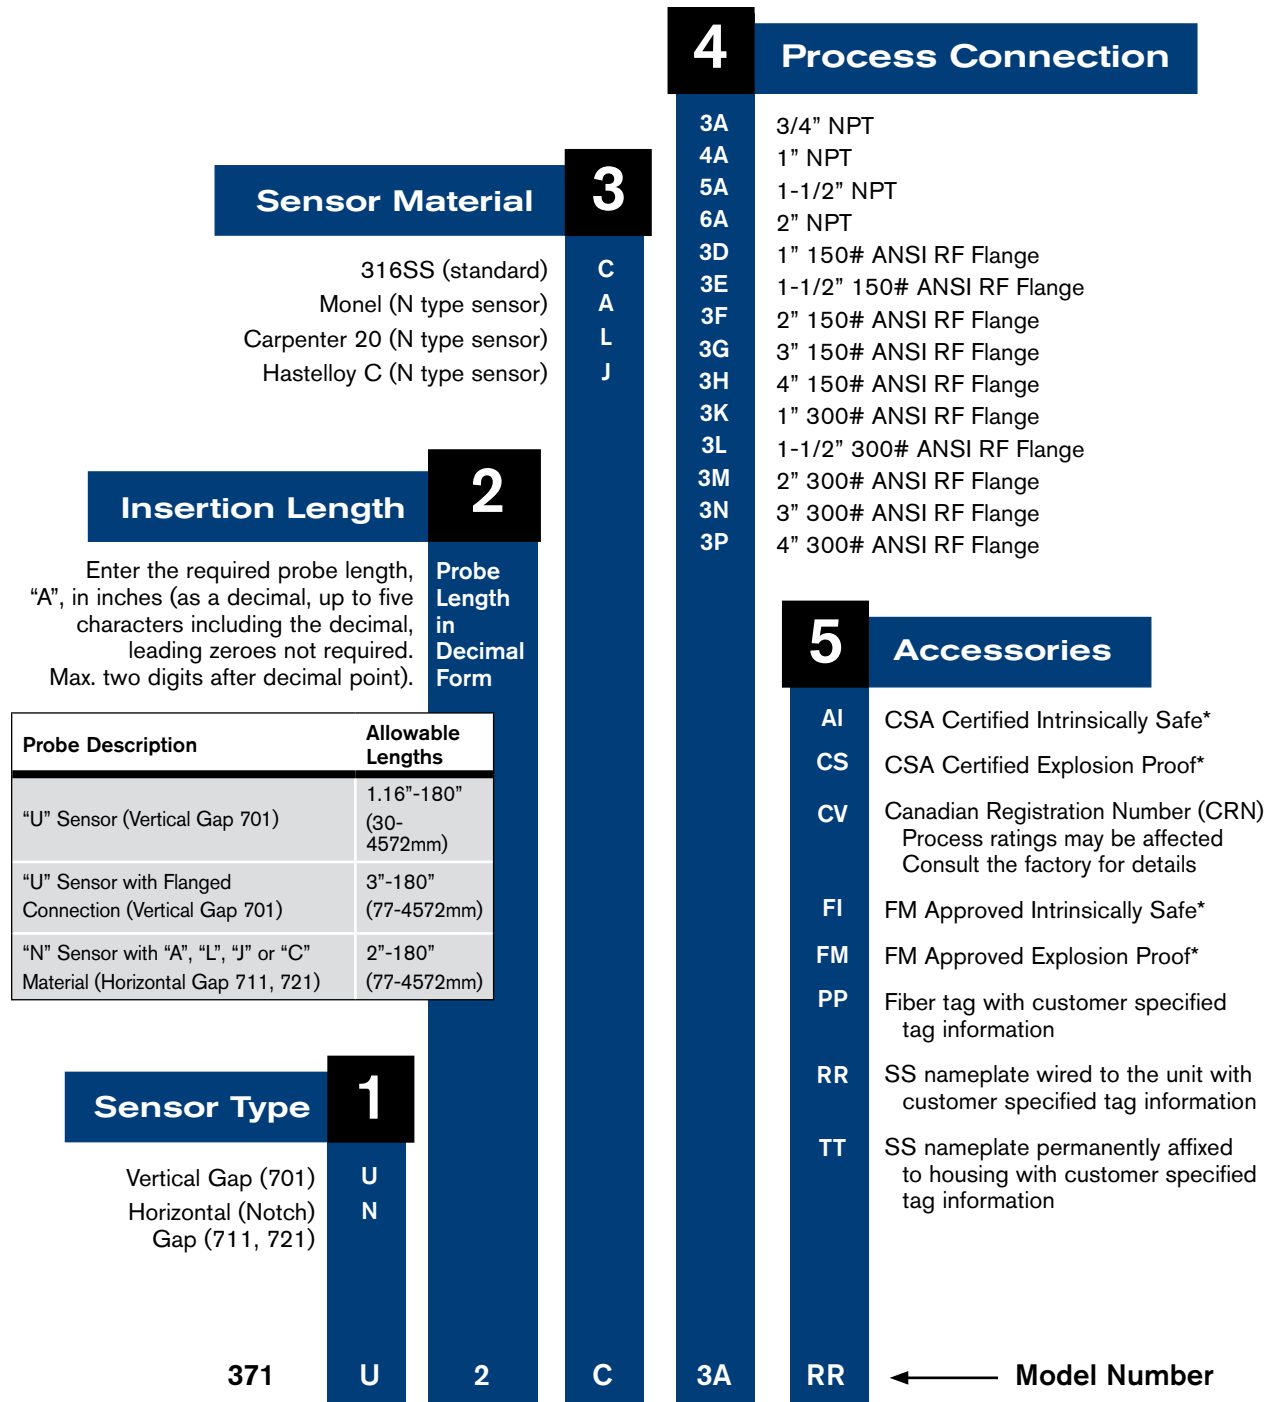 4 Process Connection
3A 3/4” NPT
4A 1” NPT
5A 1-1/2” NPT
6A 2” NPT
3D 1” 150# ANSI RF Flange
3E 1-1/2” 150# ANSI RF Flange
3F 2” 150# ANSI RF Flange
3G 3” 150# ANSI RF Flange
3H 4” 150# ANSI RF Flange
3K 1” 300# ANSI RF Flange
3L 1-1/2” 300# ANSI RF Flange
3M 2” 300# ANSI RF Flange
3N 3” 300# ANSI RF Flange
3P 4” 300# ANSI RF Flange
Sensor Material 3
316SS (standard) C
Monel (N type sensor) A
Carpenter 20 (N type sensor) L
Hastelloy C (N type sensor) J
Insertion Length 2
Enter the required probe length,
“A”, in inches (as a decimal, up to five
characters including the decimal,
leading zeroes not required.
Max. two digits after decimal point).
Probe
Length
in
Decimal
Form
Probe Description
Allowable
Lengths
“U” Sensor (Vertical Gap 701)
1.16”-180”
(30-
4572mm)
“U” Sensor with Flanged
Connection (Vertical Gap 701)
3”-180”
(77-4572mm)
“N” Sensor with “A”, “L”, “J” or “C”
Material (Horizontal Gap 711, 721)
2”-180”
(77-4572mm)
5 Accessories
AI CSA Certified Intrinsically Safe*
CS CSA Certified Explosion Proof*
CV Canadian Registration Number (CRN)
Process ratings may be affected
Consult the factory for details
FI FM Approved Intrinsically Safe*
FM FM Approved Explosion Proof*
PP Fiber tag with customer specified
tag information
RR SS nameplate wired to the unit with
customer specified tag information
TT SS nameplate permanently affixed
to housing with customer specified
tag information
Sensor Type 1
Vertical Gap (701) U
Horizontal (Notch) N
Gap (711, 721)
371 U 2 C 3A RR Model Number